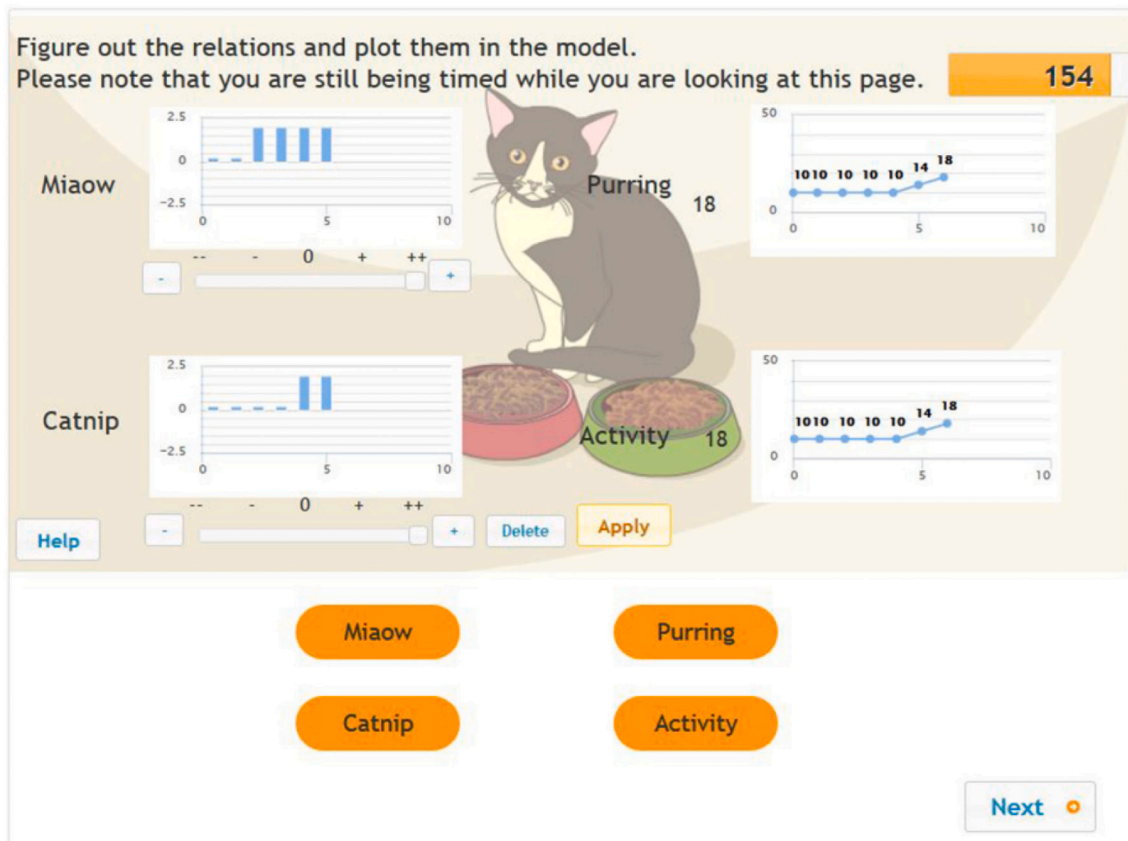 Figure out the relations and plot them in the model.
Please note that you are still being timed while you are looking at this page.
154
Miaow
2.5
0
-2.5
0 5 10
-- - 0 + ++
- +
Purring 18
50
0
10 10 10 10 10 14 18
0 5 10
Catnip
2.5
0
-2.5
0 5 10
-- - 0 + ++
- +
Activity 18
50
0
10 10 10 10 10 14 18
0 5 10
Help
Delete
Apply
Miaow Purring
Catnip Activity
Next